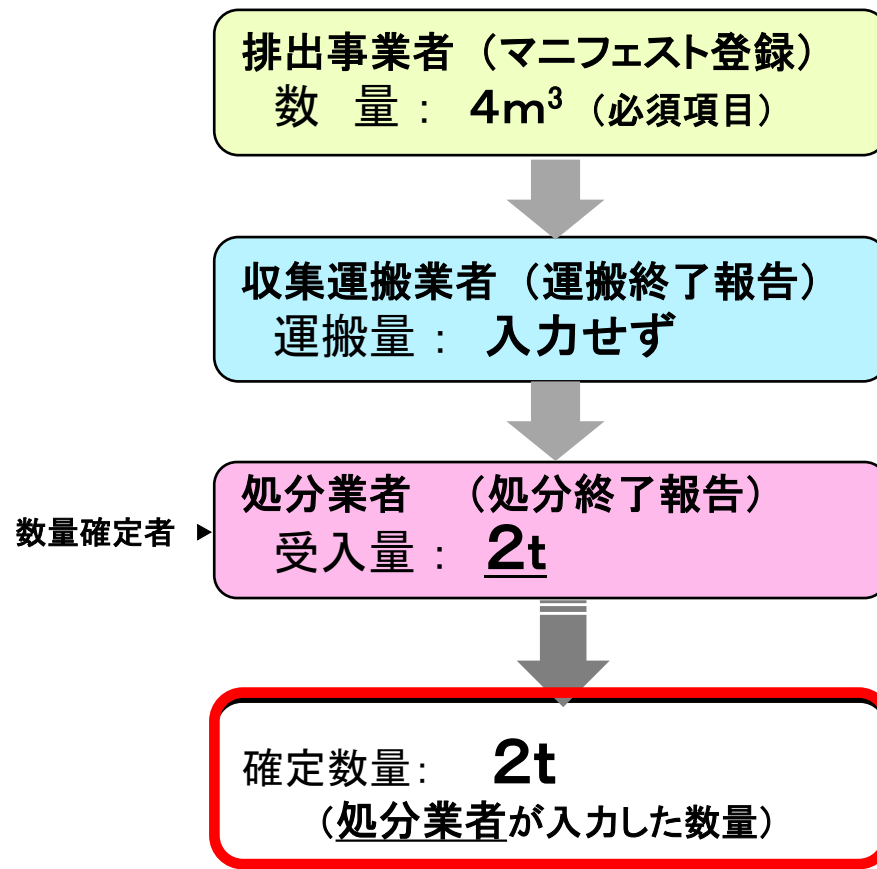 排出事業者（マニフェスト登録）
数　量： 4m³（必須項目）
収集運搬業者（運搬終了報告）
運搬量： 入力せず
処分業者　（処分終了報告）
数量確定者
受入量： 2t
確定数量： 2t
（処分業者が入力した数量）